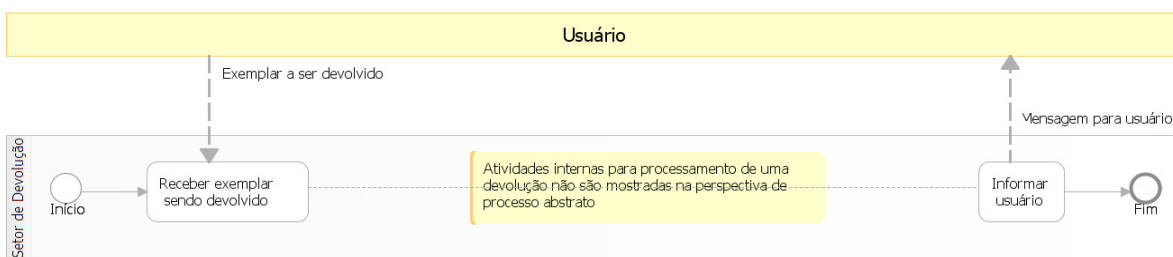 Usuário
Exemplar a ser devolvido
Mensagem para usuário
Setor de Devolução
Início
Receber exemplar
sendo devolvido
Atividades internas para processamento de uma
devolução não são mostradas na perspectiva de
processo abstrato
Informar
usuário
Fim